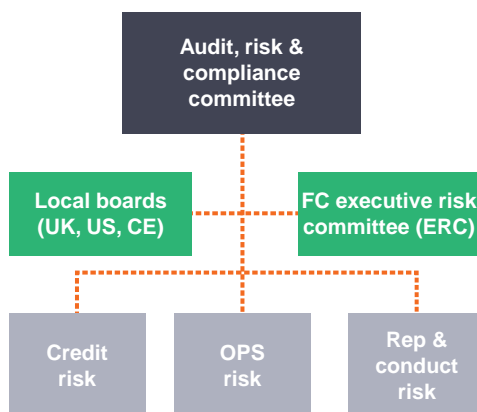 Audit, risk &
compliance
committee
Local boards
(UK, US, CE)
FC executive risk
committee (ERC)
Credit
risk
OPS
risk
Rep &
conduct
risk